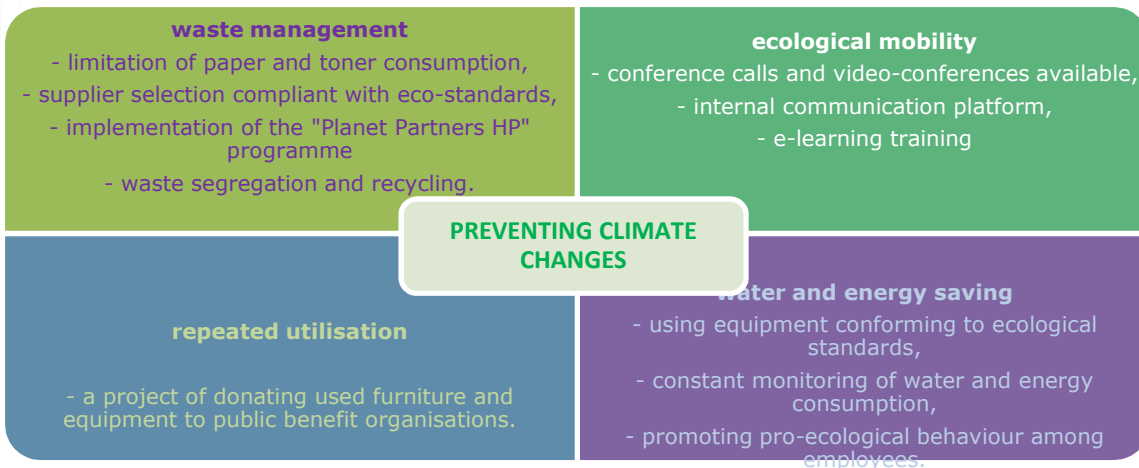 waste management
- limitation of paper and toner consumption,
- supplier selection compliant with eco-standards,
- implementation of the "Planet Partners HP"
programme
- waste segregation and recycling.
ecological mobility
- conference calls and video-conferences available,
- internal communication platform,
- e-learning training
PREVENTING CLIMATE
CHANGES
repeated utilisation
- a project of donating used furniture and
equipment to public benefit organisations.
water and energy saving
- using equipment conforming to ecological
standards,
- constant monitoring of water and energy
consumption,
- promoting pro-ecological behaviour among
employees.